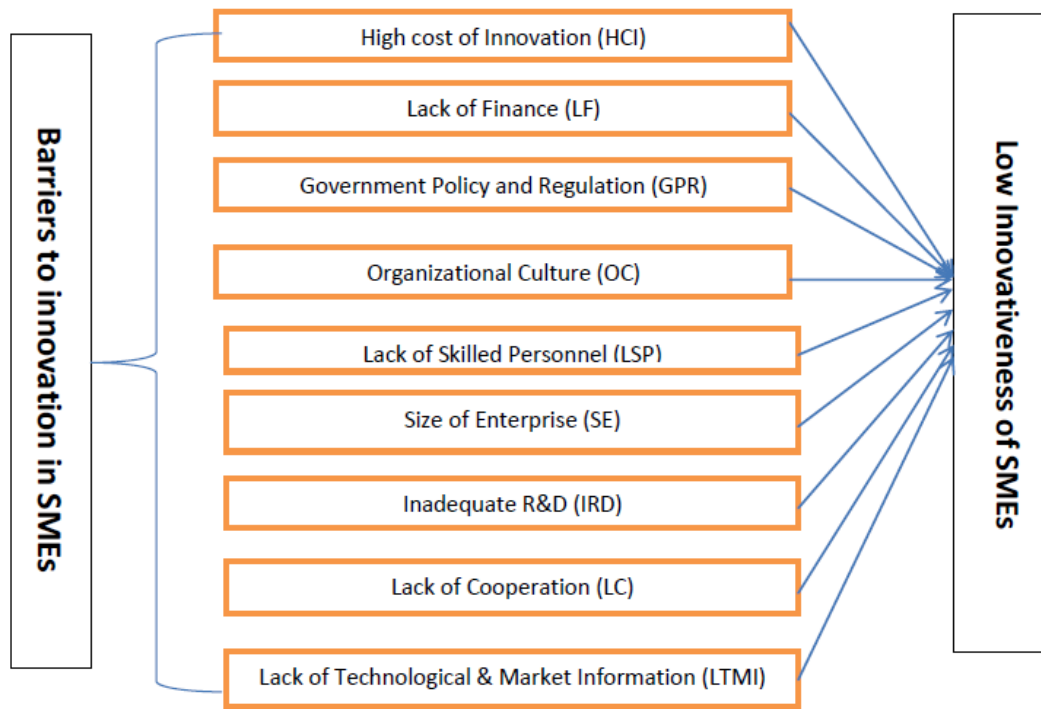 Barriers to innovation in SMEs
High cost of Innovation (HCI)
Lack of Finance (LF)
Government Policy and Regulation (GPR)
Organizational Culture (OC)
Lack of Skilled Personnel (LSP)
Size of Enterprise (SE)
Inadequate R&D (IRD)
Lack of Cooperation (LC)
Lack of Technological & Market Information (LTMI)
Low Innovativeness of SMEs